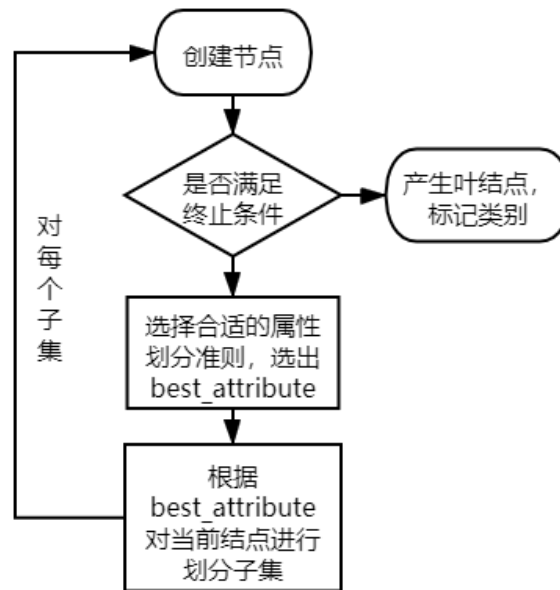 创建节点
是否满足
终止条件
产生叶结点，
标记类别
对
每
个
子
集
选择合适的属性
划分准则，选出
best_attribute
根据
best_attribute
对当前结点进行
划分子集